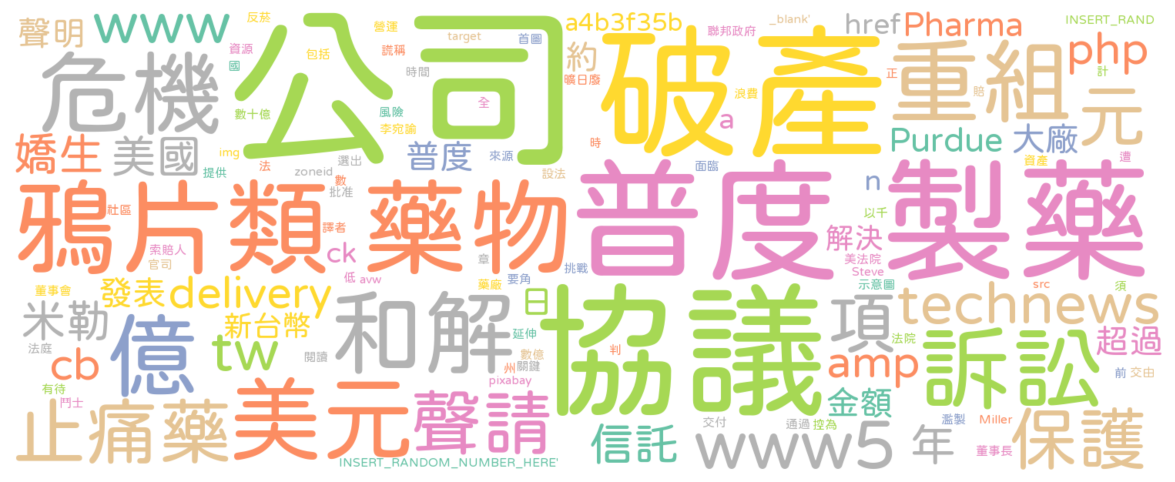 反菸
INSERT_RAND
聲明
www
營運
_blank'
a4b3f35b
聯邦政府
href
Pharma
資源
包括
謊稱
target
首圖
約
php
國
時間
曠日廢
正
計
危機
公司
破產
重組
元
數十億
風險
全
浪費
賠
李宛諭
a
時
Purdue
大廠
嬌生
美國
img
法
選出
普度
來源
面臨
資產
遭
提供
zoneid
數
批准
設法
n
鴉片類
藥物
普度
製藥
社區
譯者
以千
索賠人
ck
章
解決
美法院
官司
低
avw
藥廠
要角
挑戰
Steve
董事會
發表
delivery
示意圖
src
須
米勒
新台幣
和解
日
協議
項
technews
法庭
億
tw
延伸
法院
訴訟
超過
cb
閱讀
數億
關鍵
判
amp
前
交由
有待
州
pixabay
鬥士
金額
止痛藥
美元
聲請
交付
通過
控為
濫製
Miller
保護
信託
www5
年
董事長
INSERT_RANDOM_NUMBER_HERE'